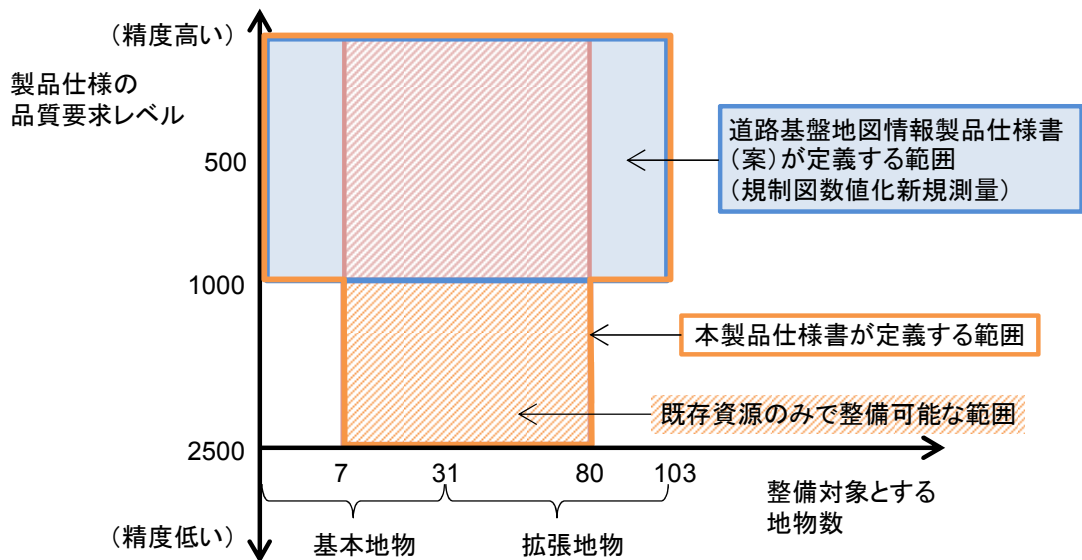 （精度高い）
製品仕様の
品質要求レベル
500
1000
2500
（精度低い）
道路基盤地図情報製品仕様書
（案）が定義する範囲
（規制図数値化新規測量）
本製品仕様書が定義する範囲
既存資源のみで整備可能な範囲
7
31
80
103
整備対象とする
地物数
基本地物
拡張地物